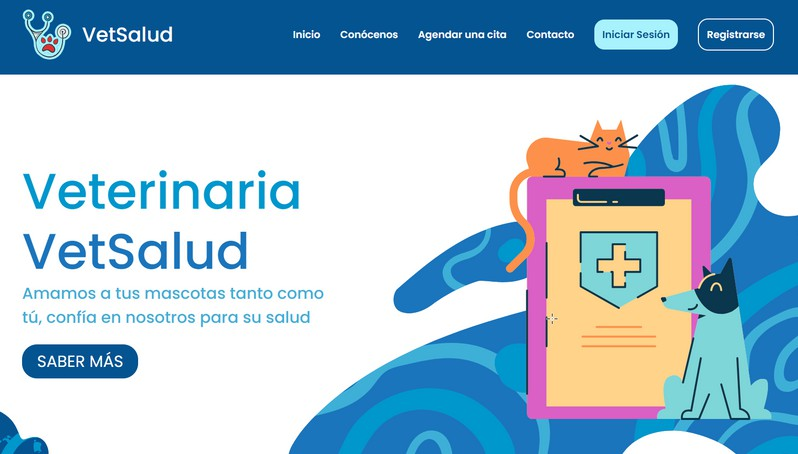 VetSalud
Inicio
Conócenos
Agendar una cita
Contacto
Iniciar Sesión
Registrarse
Veterinaria
VetSalud
Amamos a tus mascotas tanto como
tú, confía en nosotros para su salud
SABER MÁS